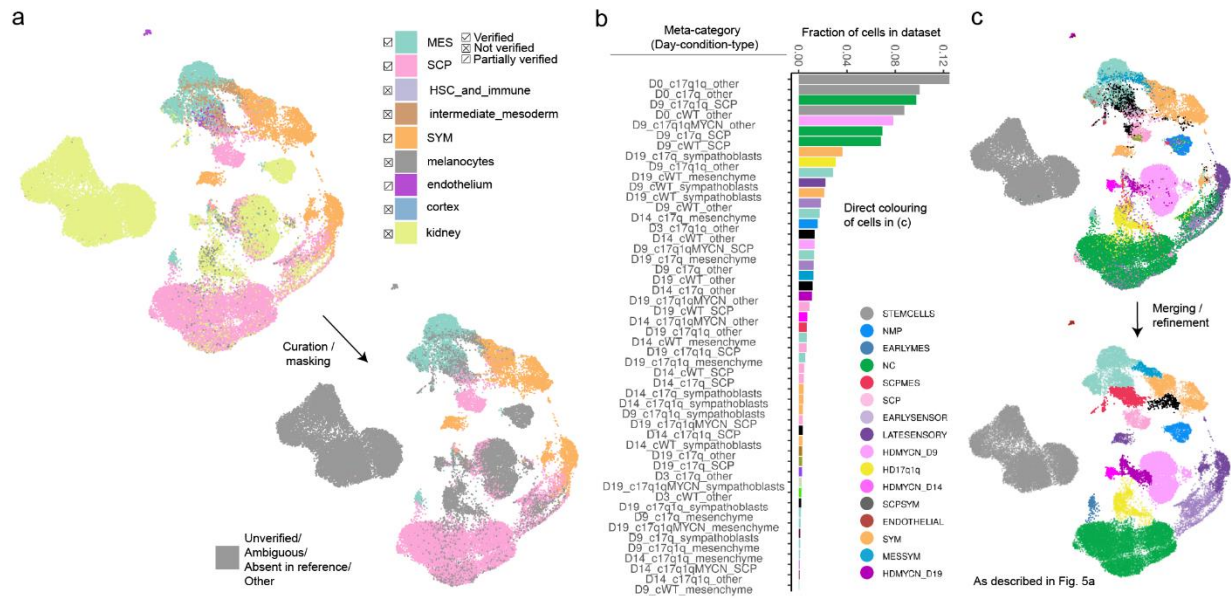 a
MES
SCP
HSC_and_immune
intermediate_mesoderm
SYM
melanocytes
endothelium
cortex
kidney
Verified
Not verified
Partially verified
Curation /
masking
Unverified/
Ambiguous/
Absent in reference/
Other
b
Meta-category
(Day-condition-type)
Fraction of cells in dataset
0.00
0.04
0.08
0.12
D0_c17q1q_other
D0_c17q_other
D9_c17q1q_SCP
D0_cWT_other
D9_c17q1qMYCN_other
D9_c17q_SCP
D9_cWT_SCP
D19_c17q_sympathoblasts
D9_c17q1q_other
D19_cWT_mesenchyme
D9_cWT_sympathoblasts
D19_cWT_sympathoblasts
D9_cWT_other
D14_c17q_mesenchyme
D3_c17q1q_other
D14_cWT_other
D9_c17q1qMYCN_SCP
D19_c17q_mesenchyme
D9_c17q_other
D19_cWT_other
D14_c17q_other
D19_c17q1qMYCN_other
D19_cWT_SCP
D14_c17q1qMYCN_other
D19_c17q1q_other
D14_cWT_mesenchyme
D19_c17q1q_SCP
D19_c17q1q_mesenchyme
D14_cWT_SCP
D14_c17q_SCP
D14_c17q_sympathoblasts
D14_c17q1q_sympathoblasts
D9_c17q1q_sympathoblasts
D19_c17q1qMYCN_SCP
D14_c17q1q_SCP
D14_cWT_sympathoblasts
D19_c17q_other
D19_c17q_SCP
D3_c17q_other
D19_c17q1qMYCN_sympathoblasts
D3_cWT_other
D19_c17q1q_sympathoblasts
D9_c17q_mesenchyme
D19_c17q1qMYCN_mesenchyme
D9_c17q_sympathoblasts
D9_c17q1q_mesenchyme
D14_c17q1q_mesenchyme
D14_c17q1qMYCN_SCP
D14_c17q1q_other
D9_cWT_mesenchyme
Direct colouring
of cells in (c)
STEMCELLS
NMP
EARLYMES
NC
SCPMES
SCP
EARLYSENSOR
LATESENSORY
HDMYCN_D9
HD17q1q
HDMYCN_D14
SCPSYM
ENDOTHELIAL
SYM
MESSYM
HDMYCN_D19
c
Merging /
refinement
As described in Fig. 5a